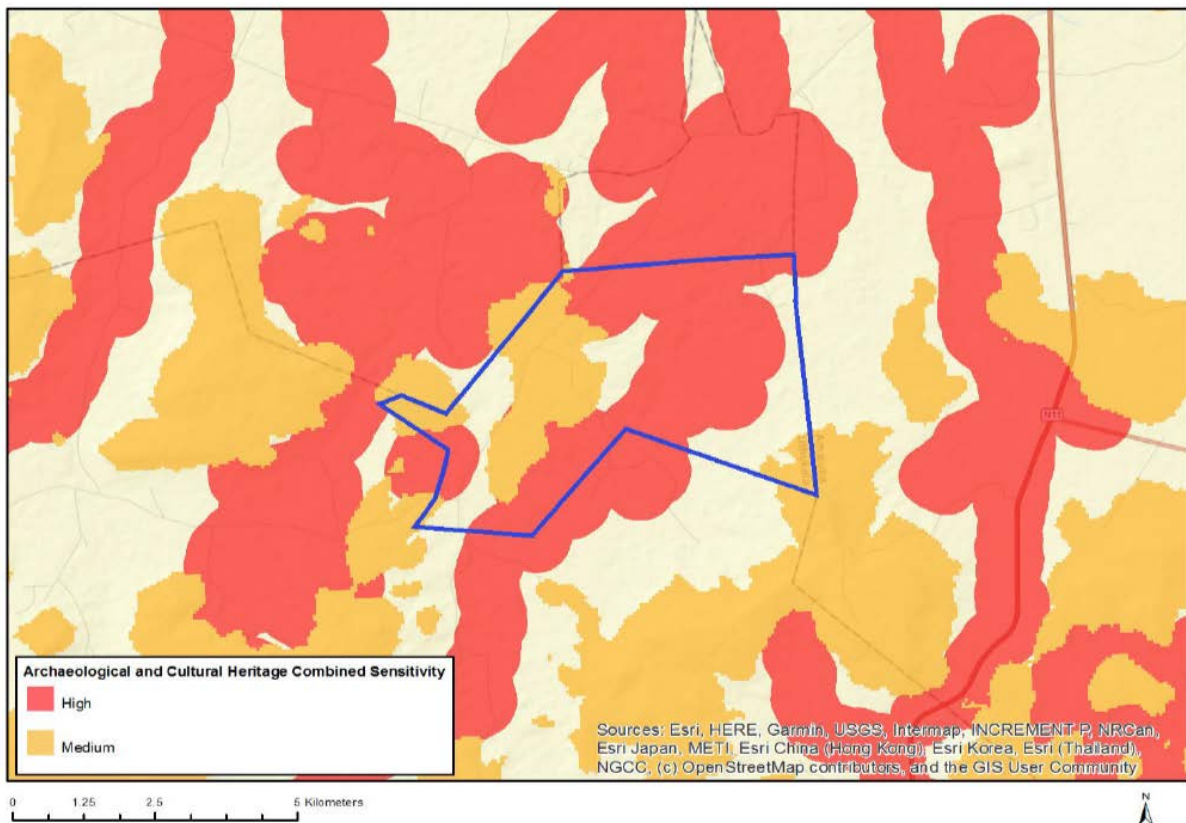 N11
Archaeological and Cultural Heritage Combined Sensitivity
High
Medium
Sources: Esri, HERE, Garmin, USGS, Intermap, INCREMENT P, NRCan,
Esri Japan, METI, Esri China (Hong Kong), Esri Korea, Esri (Thailand),
NGCC, (c) OpenStreetMap contributors, and the GIS User Community
0 1.25 2.5 5 Kilometers
N